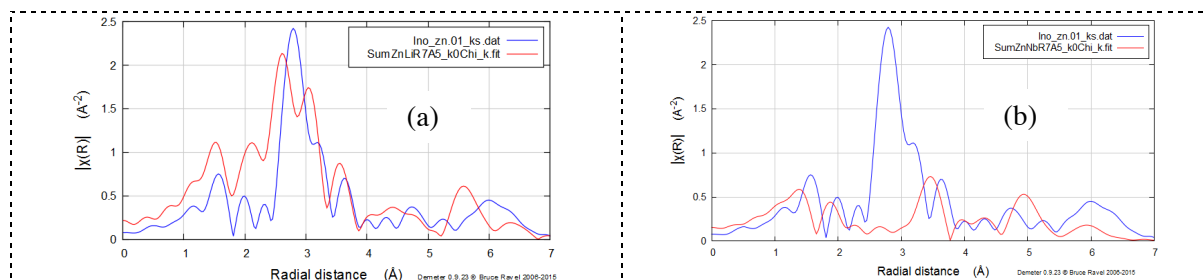 2.5
2
1.5
1
0.5
0
|χ(R)| (A⁻²)
Ino_zn.01_ks.dat
SumZnLiR7A5_k0Chi_k.fit
(a)
0 1 2 3 4 5 6 7
Radial distance (Å)
Demeter 0.9.23 © Bruce Ravel 2006-2015
2.5
2
1.5
1
0.5
0
|χ(R)| (A⁻²)
Ino_zn.01_ks.dat
SumZnNbR7A5_k0Chi_k.fit
(b)
0 1 2 3 4 5 6 7
Radial distance (Å)
Demeter 0.9.23 © Bruce Ravel 2006-2015